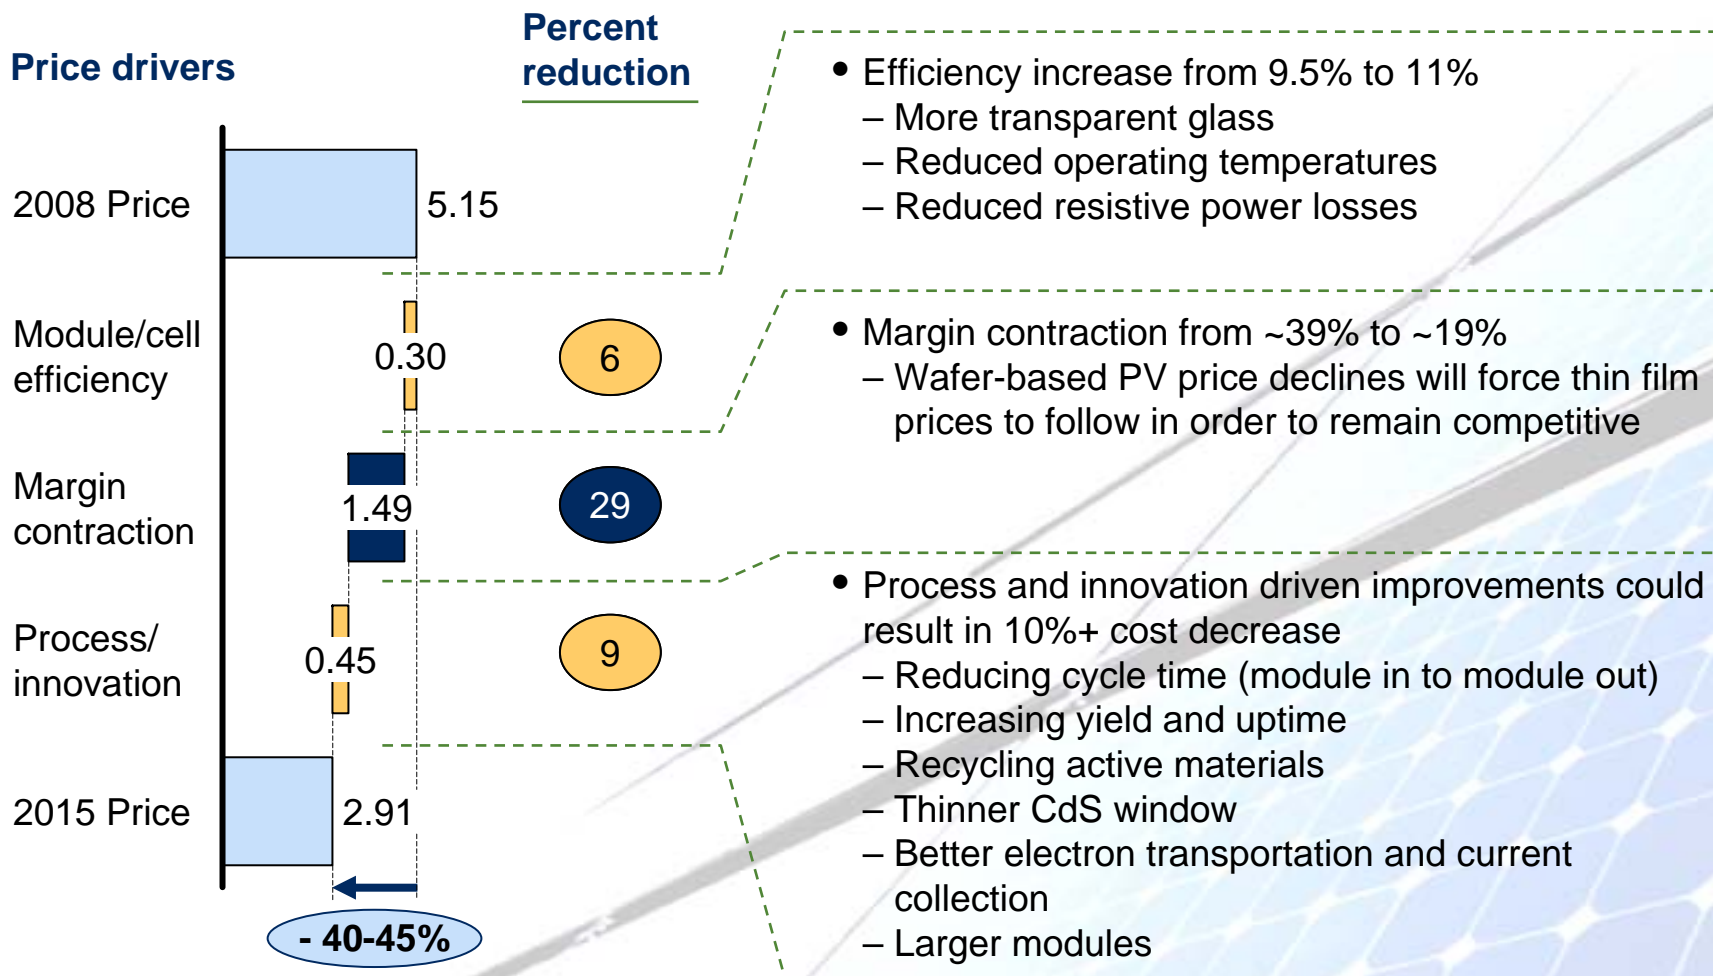 Price drivers
Percent
reduction
2008 Price
5.15
Module/cell
efficiency
0.30
6
Margin
contraction
1.49
29
Process/
innovation
0.45
9
2015 Price
2.91
- 40-45%
• Efficiency increase from 9.5% to 11%
– More transparent glass
– Reduced operating temperatures
– Reduced resistive power losses
• Margin contraction from ~39% to ~19%
– Wafer-based PV price declines will force thin film
prices to follow in order to remain competitive
• Process and innovation driven improvements could
result in 10%+ cost decrease
– Reducing cycle time (module in to module out)
– Increasing yield and uptime
– Recycling active materials
– Thinner CdS window
– Better electron transportation and current
collection
– Larger modules